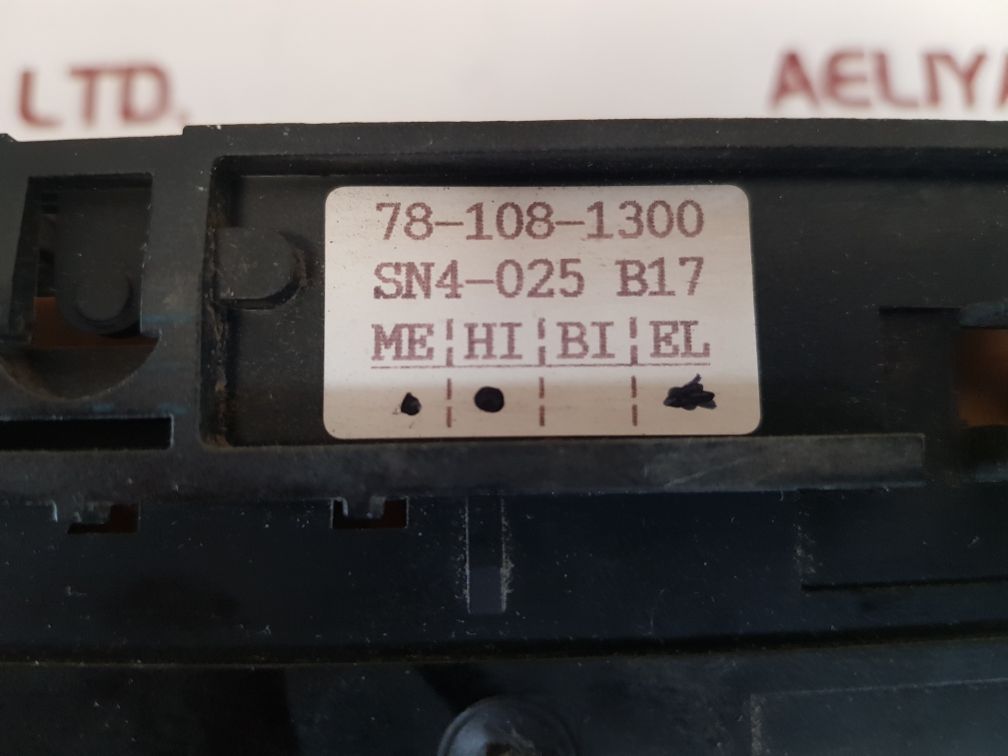 LTD. AELIYA
78-108-1300
SN4-025 B17
ME HI BI EL